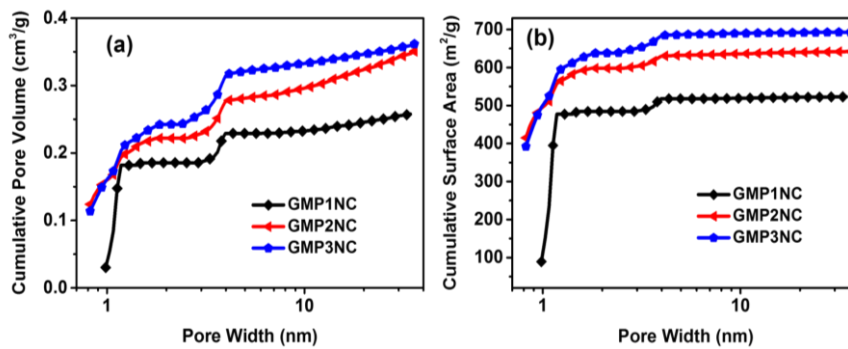 (a)
Cumulative Pore Volume (cm³/g)
0.4
0.3
0.2
0.1
0.0
GMP1NC
GMP2NC
GMP3NC
1 10
Pore Width (nm)
(b)
Cumulative Surface Area (m²/g)
700
600
500
400
300
200
100
GMP1NC
GMP2NC
GMP3NC
1 10
Pore Width (nm)